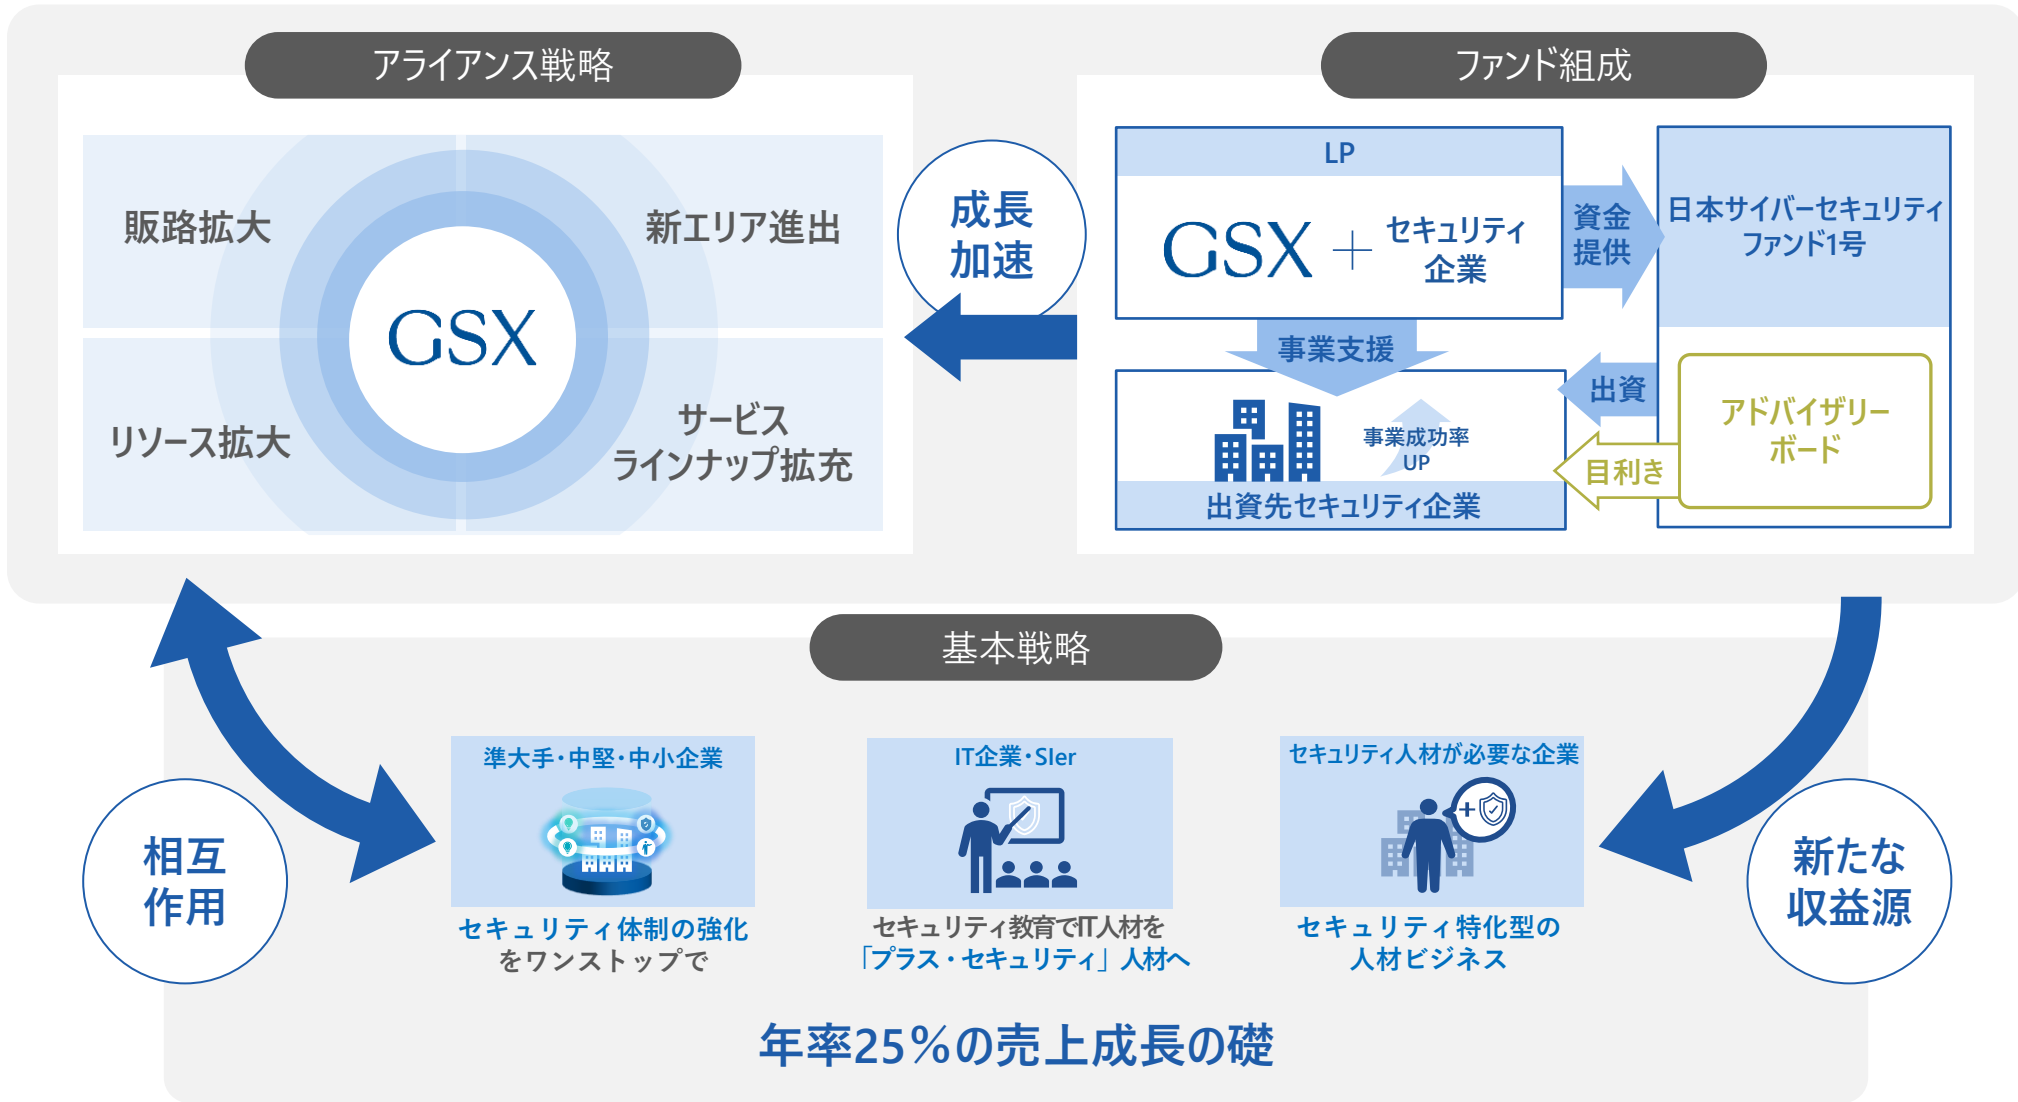 アライアンス戦略
販路拡大
新エリア進出
GSX
リソース拡大
サービス
ラインナップ拡充
成長
加速
ファンド組成
LP
GSX + セキュリティ
企業
資金
提供
日本サイバーセキュリティ
ファンド1号
事業支援
出資
アドバイザリー
ボード
事業成功率
UP
目利き
出資先セキュリティ企業
基本戦略
相互
作用
準大手・中堅・中小企業
セキュリティ体制の強化
をワンストップで
IT企業・SIer
セキュリティ教育でIT人材を
「プラス・セキュリティ」人材へ
セキュリティ人材が必要な企業
セキュリティ特化型の
人材ビジネス
新たな
収益源
年率25％の売上成長の礎